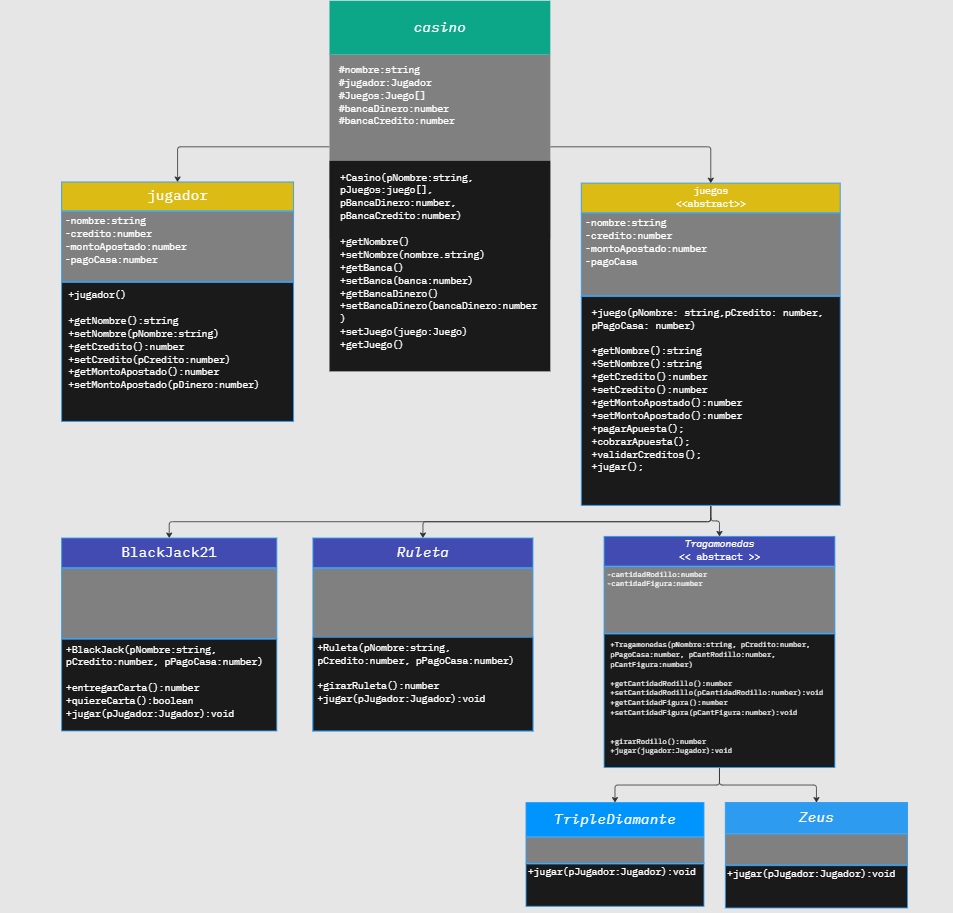 casino
#nombre:string
#jugador:Jugador
#Juegos:Juego[]
#bancaDinero:number
#bancaCredito:number
+Casino(pNombre:string,
pJuegos:juego[],
pBancaDinero:number,
pBancaCredito:number)
+getNombre()
+setNombre(nombre.string)
+getBanca()
+setBanca(banca:number)
+getBancaDinero()
+setBancaDinero(bancaDinero:number
)
+setJuego(juego:Juego)
+getJuego()
jugador
-nombre:string
-credito:number
-montoApostado:number
-pagoCasa:number
+jugador()
+getNombre():string
+setNombre(pNombre:string)
+getCredito():number
+setCredito(pCredito:number)
+getMontoApostado():number
+setMontoApostado(pDinero:number)
juegos
<<abstract>>
-nombre:string
-credito:number
-montoApostado:number
-pagoCasa
+juego(pNombre: string,pCredito: number,
pPagoCasa: number)
+getNombre():string
+SetNombre():string
+getCredito():number
+setCredito():number
+getMontoApostado():number
+setMontoApostado():number
+pagarApuesta();
+cobrarApuesta();
+validarCreditos();
+jugar();
BlackJack21
+BlackJack(pNombre:string,
pCredito:number, pPagoCasa:number)
+entregarCarta():number
+quiereCarta():boolean
+jugar(pJugador:Jugador):void
Ruleta
+Ruleta(pNombre:string,
pCredito:number, pPagoCasa:number)
+girarRuleta():number
+jugar(pJugador:Jugador):void
Tragamonedas
<< abstract >>
-cantidadRodillo:number
-cantidadFigura:number
+Tragamonedas(pNombre:string, pCredito:number,
pPagoCasa:number, pCantRodillo:number,
pCantFigura:number)
+getCantidadRodillo():number
+setCantidadRodillo(pCantidadRodillo:number):void
+getCantidadFigura():number
+setCantidadFigura(pCantFigura:number):void
+girarRodillo():number
+jugar(jugador:Jugador):void
TripleDiamante
+jugar(pJugador:Jugador):void
Zeus
+jugar(pJugador:Jugador):void